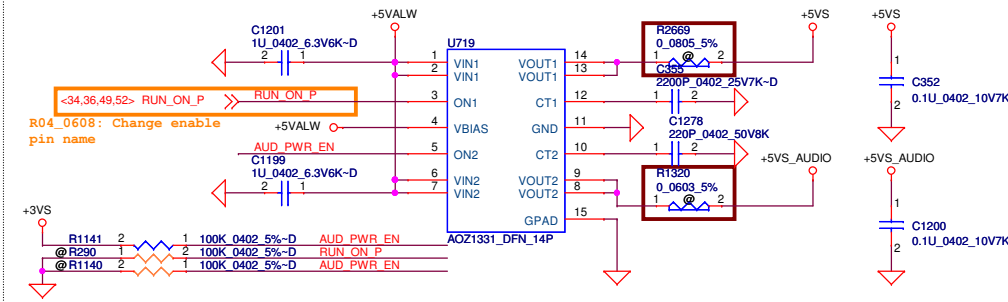 +5VALW
+5VS
+5VS
C1201
1U_0402_6.3V6K~D
2 1
U719
R2669
0_0805_5%
1 @ 2
1 VIN1
2 VIN1
VOUT1 14
VOUT1 13
C355
2200P_0402_25V7K~D
<34,36,49,52> RUN_ON_P
RUN_ON_P
3 ON1
CT1 12
1 2
1
C352
0.1U_0402_10V7K
2
R04_0608: Change enable
pin name
+5VALW
4 VBIAS
GND 11
C1278
220P_0402_50V8K
AUD_PWR_EN
5 ON2
CT2 10
1 2
C1199
1U_0402_6.3V6K~D
2 1
+5VS_AUDIO
+5VS_AUDIO
R1320
0_0603_5%
1 @ 2
6 VIN2
7 VIN2
VOUT2 9
VOUT2 8
GPAD 15
AOZ1331_DFN_14P
1
C1200
0.1U_0402_10V7K
2
+3VS
R1141 2 1 100K_0402_5%~D AUD_PWR_EN
@ R290 1 2 100K_0402_5%~D RUN_ON_P
@ R1140 2 1 100K_0402_5%~D AUD_PWR_EN